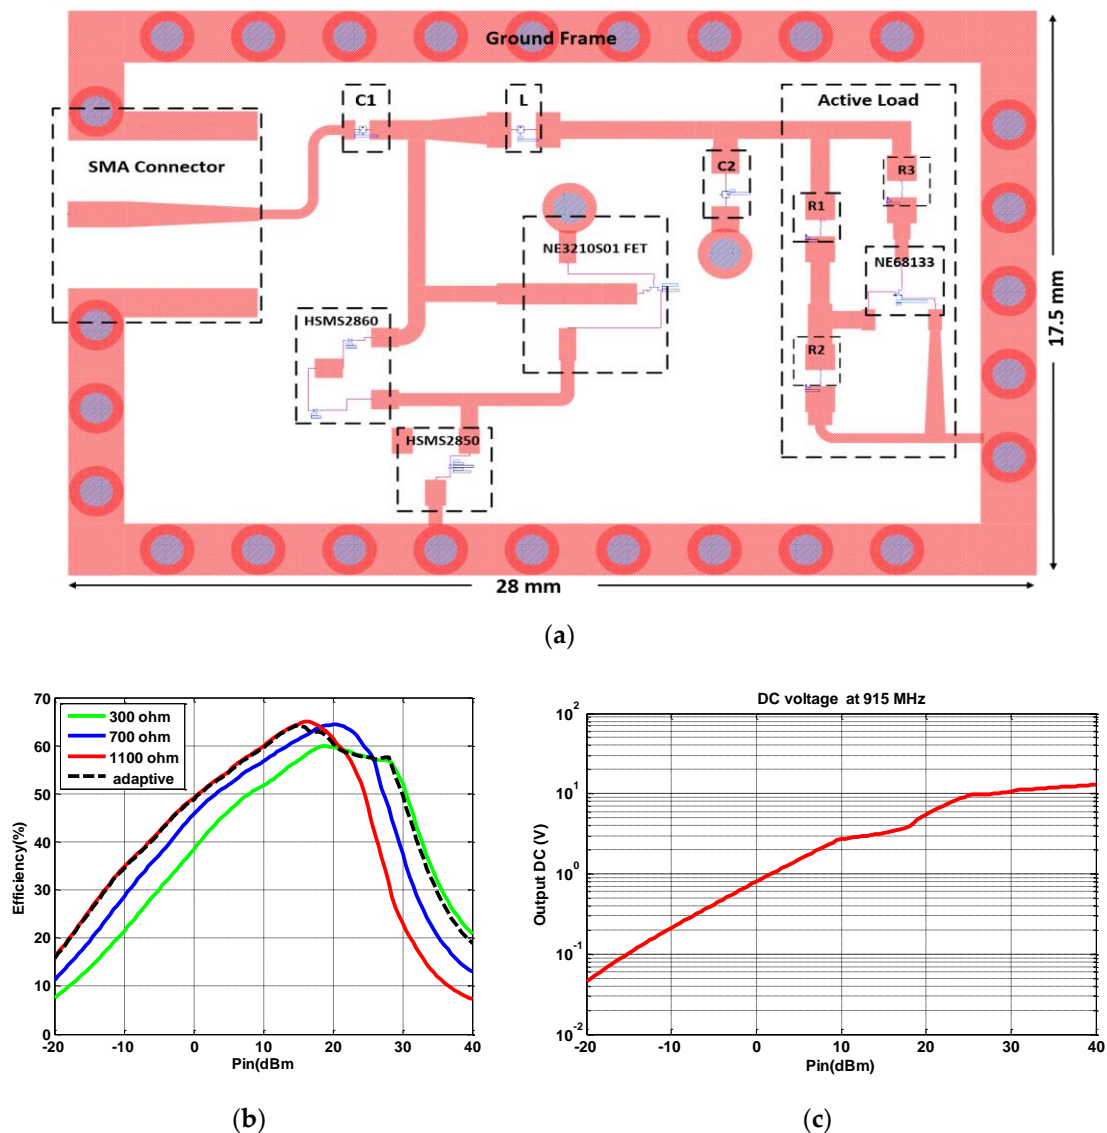 Ground Frame
C1
L
Active Load
SMA Connector
C2
R3
R1
NE3210S01 FET
NE68133
17.5 mm
HSMS2860
R2
HSMS2850
28 mm
(a)
70
60
50
40
30
20
10
0
-20
-10
0
10
20
30
40
Efficiency(%)
Pin(dBm
300 ohm
700 ohm
1100 ohm
adaptive
(b)
DC voltage at 915 MHz
10^2
10^1
10^0
10^-1
10^-2
-20
-10
0
10
20
30
40
Output DC (V)
Pin(dBm)
(c)